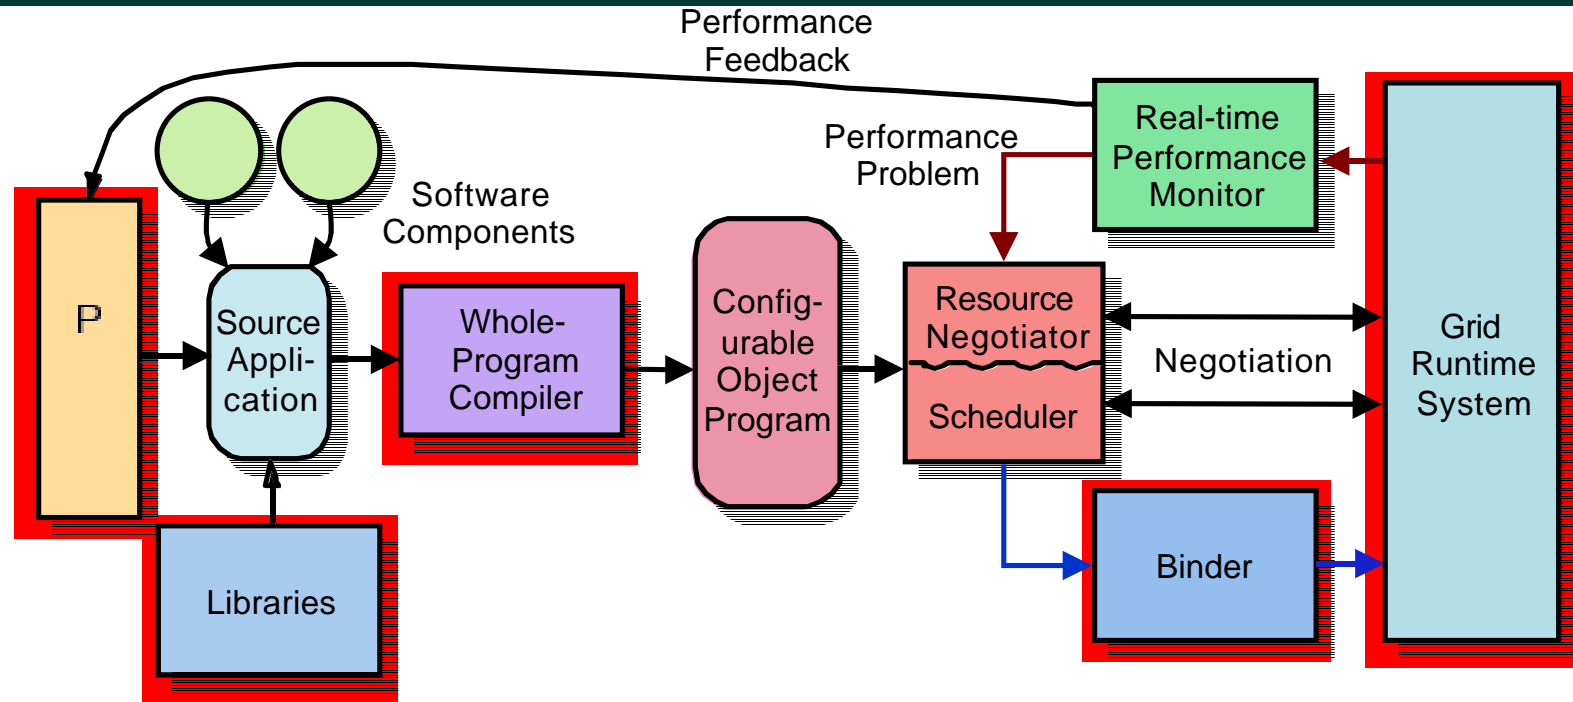 Performance
Feedback
Real-time
Performance
Monitor
Performance
Problem
Software
Components
P
Source
Appli-
cation
Whole-
Program
Compiler
Config-
urable
Object
Program
Resource
Negotiator
Scheduler
Negotiation
Grid
Runtime
System
Binder
Libraries